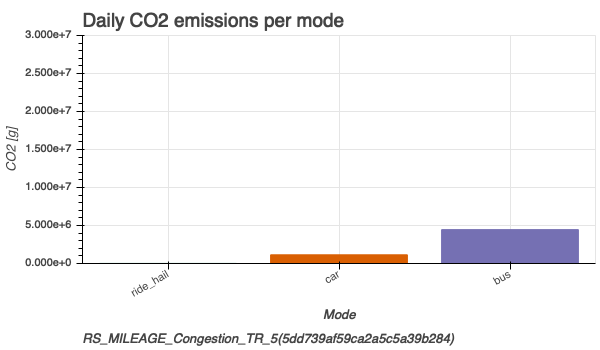 Daily CO2 emissions per mode
3.000e+7
2.500e+7
2.000e+7
1.500e+7
1.000e+7
5.000e+6
0.000e+0
CO2 [g]
ride_hail
car
bus
Mode
RS_MILEAGE_Congestion_TR_5(5dd739af59ca2a5c5a39b284)